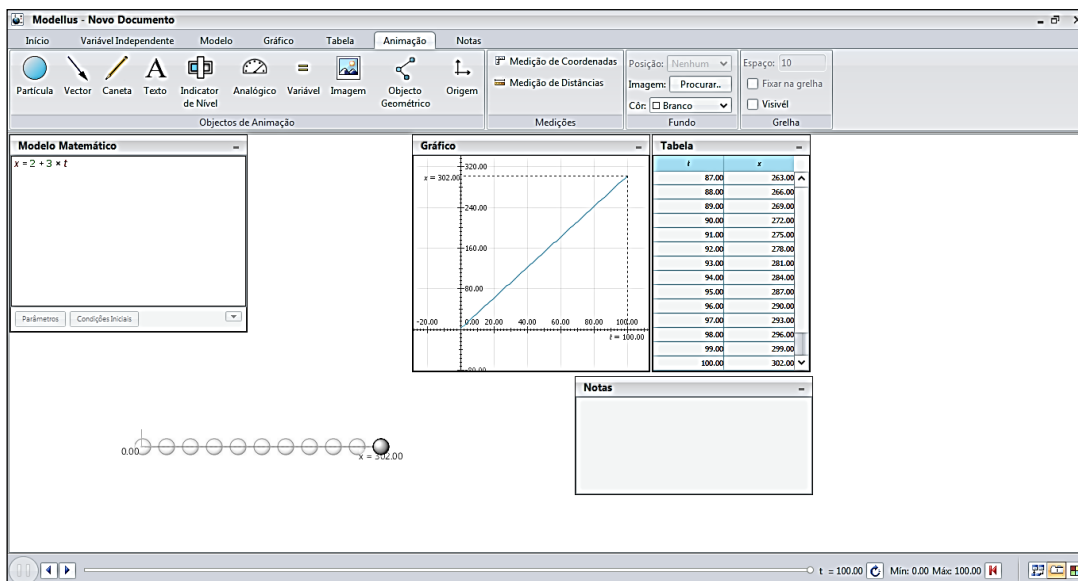 Modellus - Novo Documento
Início Variável Independente Modelo Gráfico Tabela Animação Notas
Partícula Vector Caneta Texto Indicator de Nível Analógico Variável Imagem Objecto Geométrico Origem
Objectos de Animação
Medição de Coordenadas
Medição de Distâncias
Medições
Posição: Nenhum
Imagem: Procurar..
Côr: Branco
Fundo
Espaço: 10
Fixar na grelha
Visivél
Grelha
Modelo Matemático
x = 2 + 3 × t
Parâmetros Condições Iniciais
Gráfico
320.00
x = 302.00
240.00
160.00
80.00
-20.00 0.00 20.00 40.00 60.00 80.00 100.00
t = 100.00
-80.00
Tabela
t x
87.00 263.00
88.00 266.00
89.00 269.00
90.00 272.00
91.00 275.00
92.00 278.00
93.00 281.00
94.00 284.00
95.00 287.00
96.00 290.00
97.00 293.00
98.00 296.00
99.00 299.00
100.00 302.00
Notas
0.00
x = 302.00
t = 100.00 Mín: 0.00 Máx: 100.00